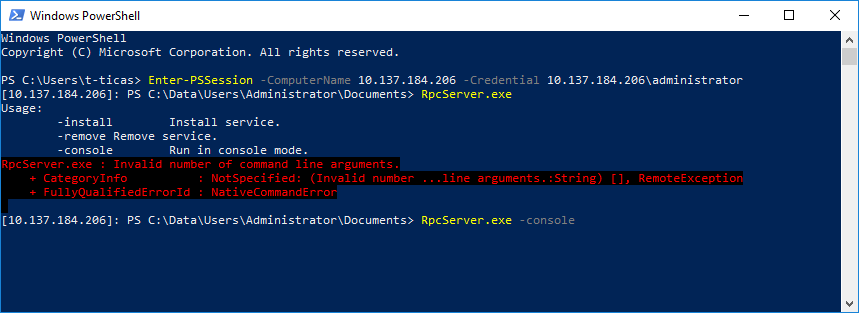 Windows PowerShell
Windows PowerShell
Copyright (C) Microsoft Corporation. All rights reserved.
PS C:\Users\t-ticas> Enter-PSSession -ComputerName 10.137.184.206 -Credential 10.137.184.206\administrator
[10.137.184.206]: PS C:\Data\Users\Administrator\Documents> RpcServer.exe
Usage:
        -install       Install service.
        -remove Remove service.
        -console       Run in console mode.
RpcServer.exe : Invalid number of command line arguments.
    + CategoryInfo          : NotSpecified: (Invalid number ...line arguments.:String) [], RemoteException
    + FullyQualifiedErrorId : NativeCommandError
[10.137.184.206]: PS C:\Data\Users\Administrator\Documents> RpcServer.exe -console